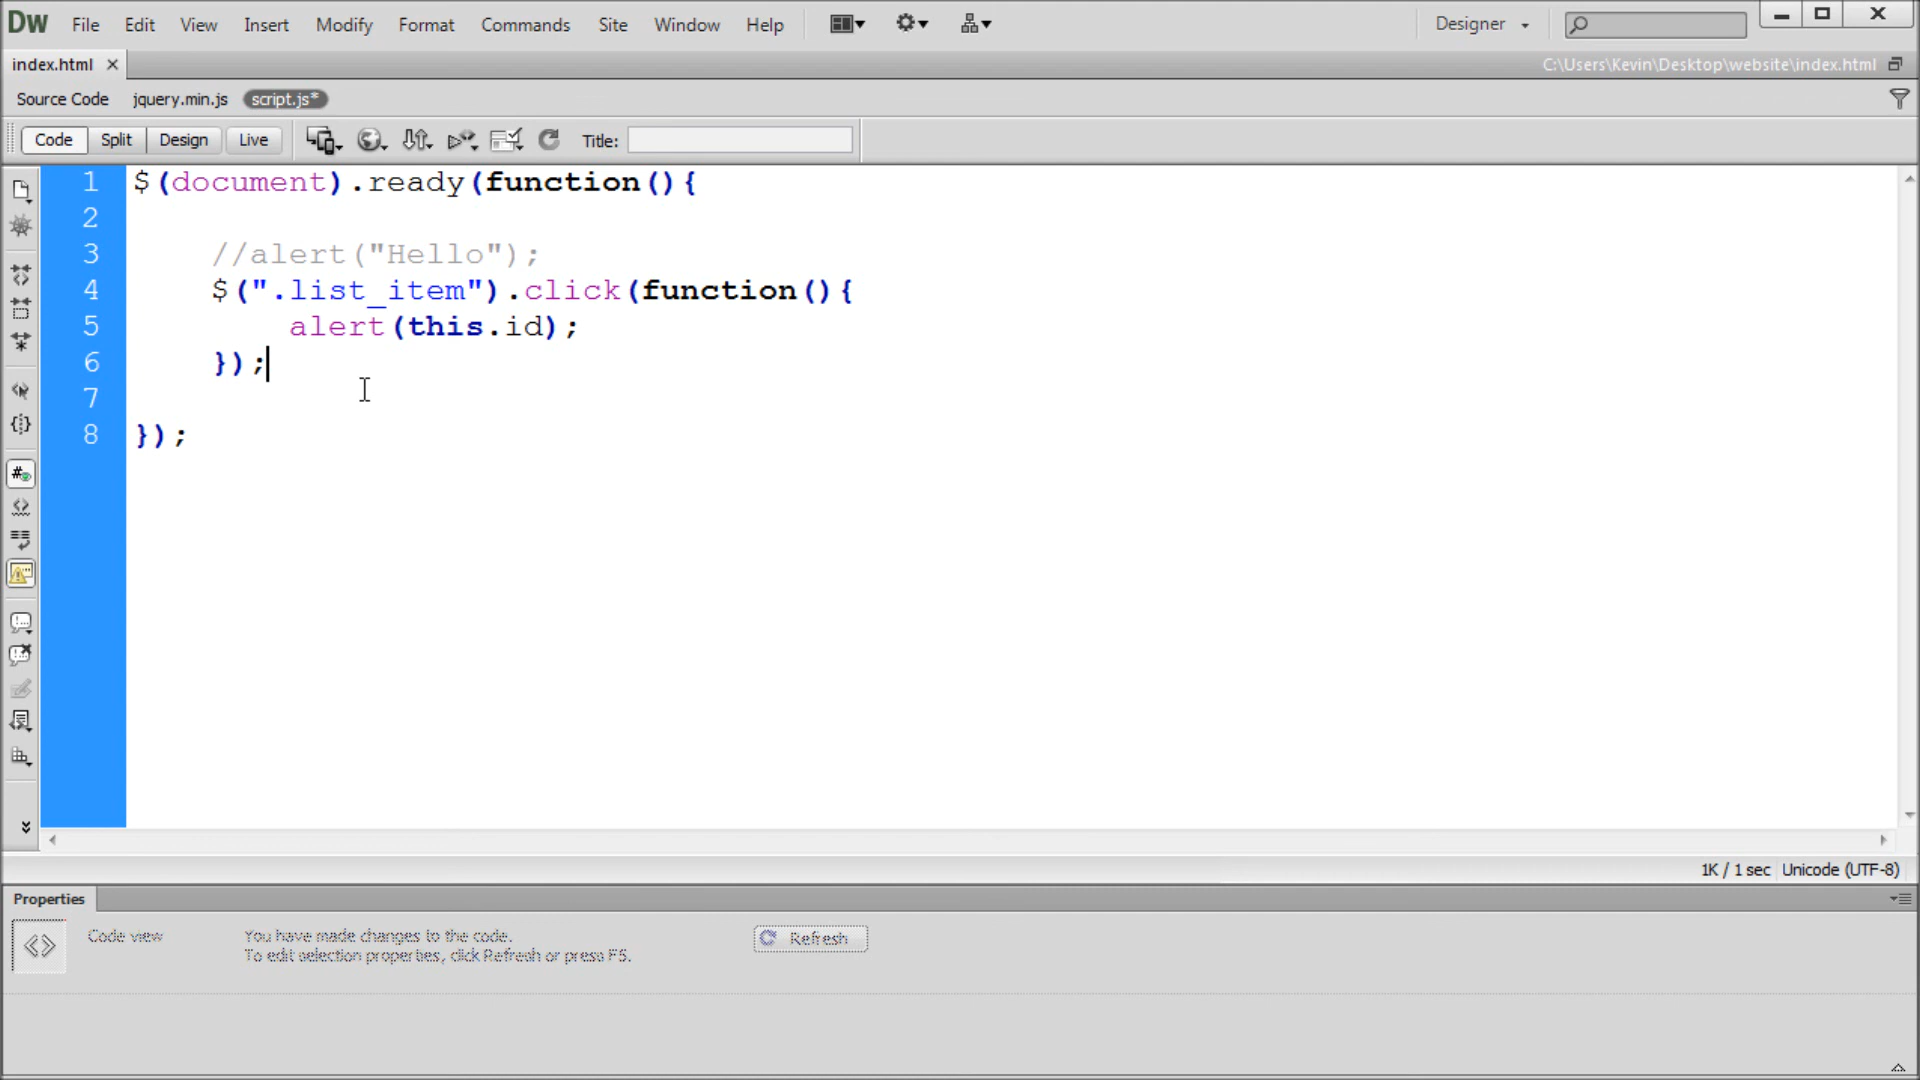 DW File Edit View Insert Modify Format Commands Site Window Help Designer
index.html C:\Users\Kevin\Desktop\website\index.html
Source Code jquery.min.js script.js*
Code Split Design Live Title:
1 $(document).ready(function(){
2
3 //alert("Hello");
4 $(".list_item").click(function(){
5 alert(this.id);
6 });
7
8 });
1K / 1 sec Unicode (UTF-8)
Properties
Code view You have made changes to the code. Refresh
To edit selection properties, click Refresh or press F5.